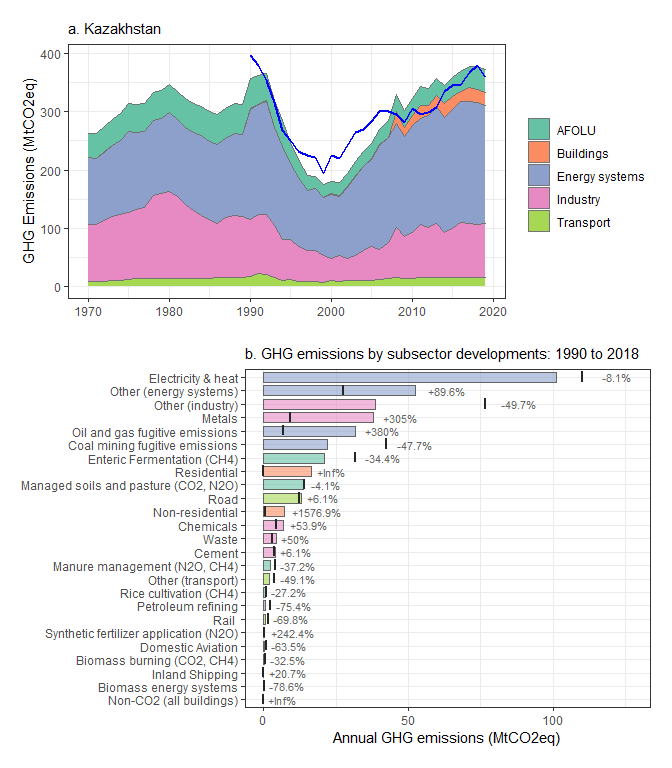 a. Kazakhstan
GHG Emissions (MtCO2eq)
400
300
200
100
0
1970
1980
1990
2000
2010
2020
AFOLU
Buildings
Energy systems
Industry
Transport
b. GHG emissions by subsector developments: 1990 to 2018
Electricity & heat -8.1%
Other (energy systems) +89.6%
Other (industry) -49.7%
Metals +305%
Oil and gas fugitive emissions +380%
Coal mining fugitive emissions -47.7%
Enteric Fermentation (CH4) -34.4%
Residential +Inf%
Managed soils and pasture (CO2, N2O) -4.1%
Road +6.1%
Non-residential +1576.9%
Chemicals +53.9%
Waste +50%
Cement +6.1%
Manure management (N2O, CH4) -37.2%
Other (transport) -49.1%
Rice cultivation (CH4) -27.2%
Petroleum refining -75.4%
Rail -69.8%
Synthetic fertilizer application (N2O) +242.4%
Domestic Aviation -63.5%
Biomass burning (CO2, CH4) -32.5%
Inland Shipping +20.7%
Biomass energy systems -78.6%
Non-CO2 (all buildings) +Inf%
0
50
100
Annual GHG emissions (MtCO2eq)